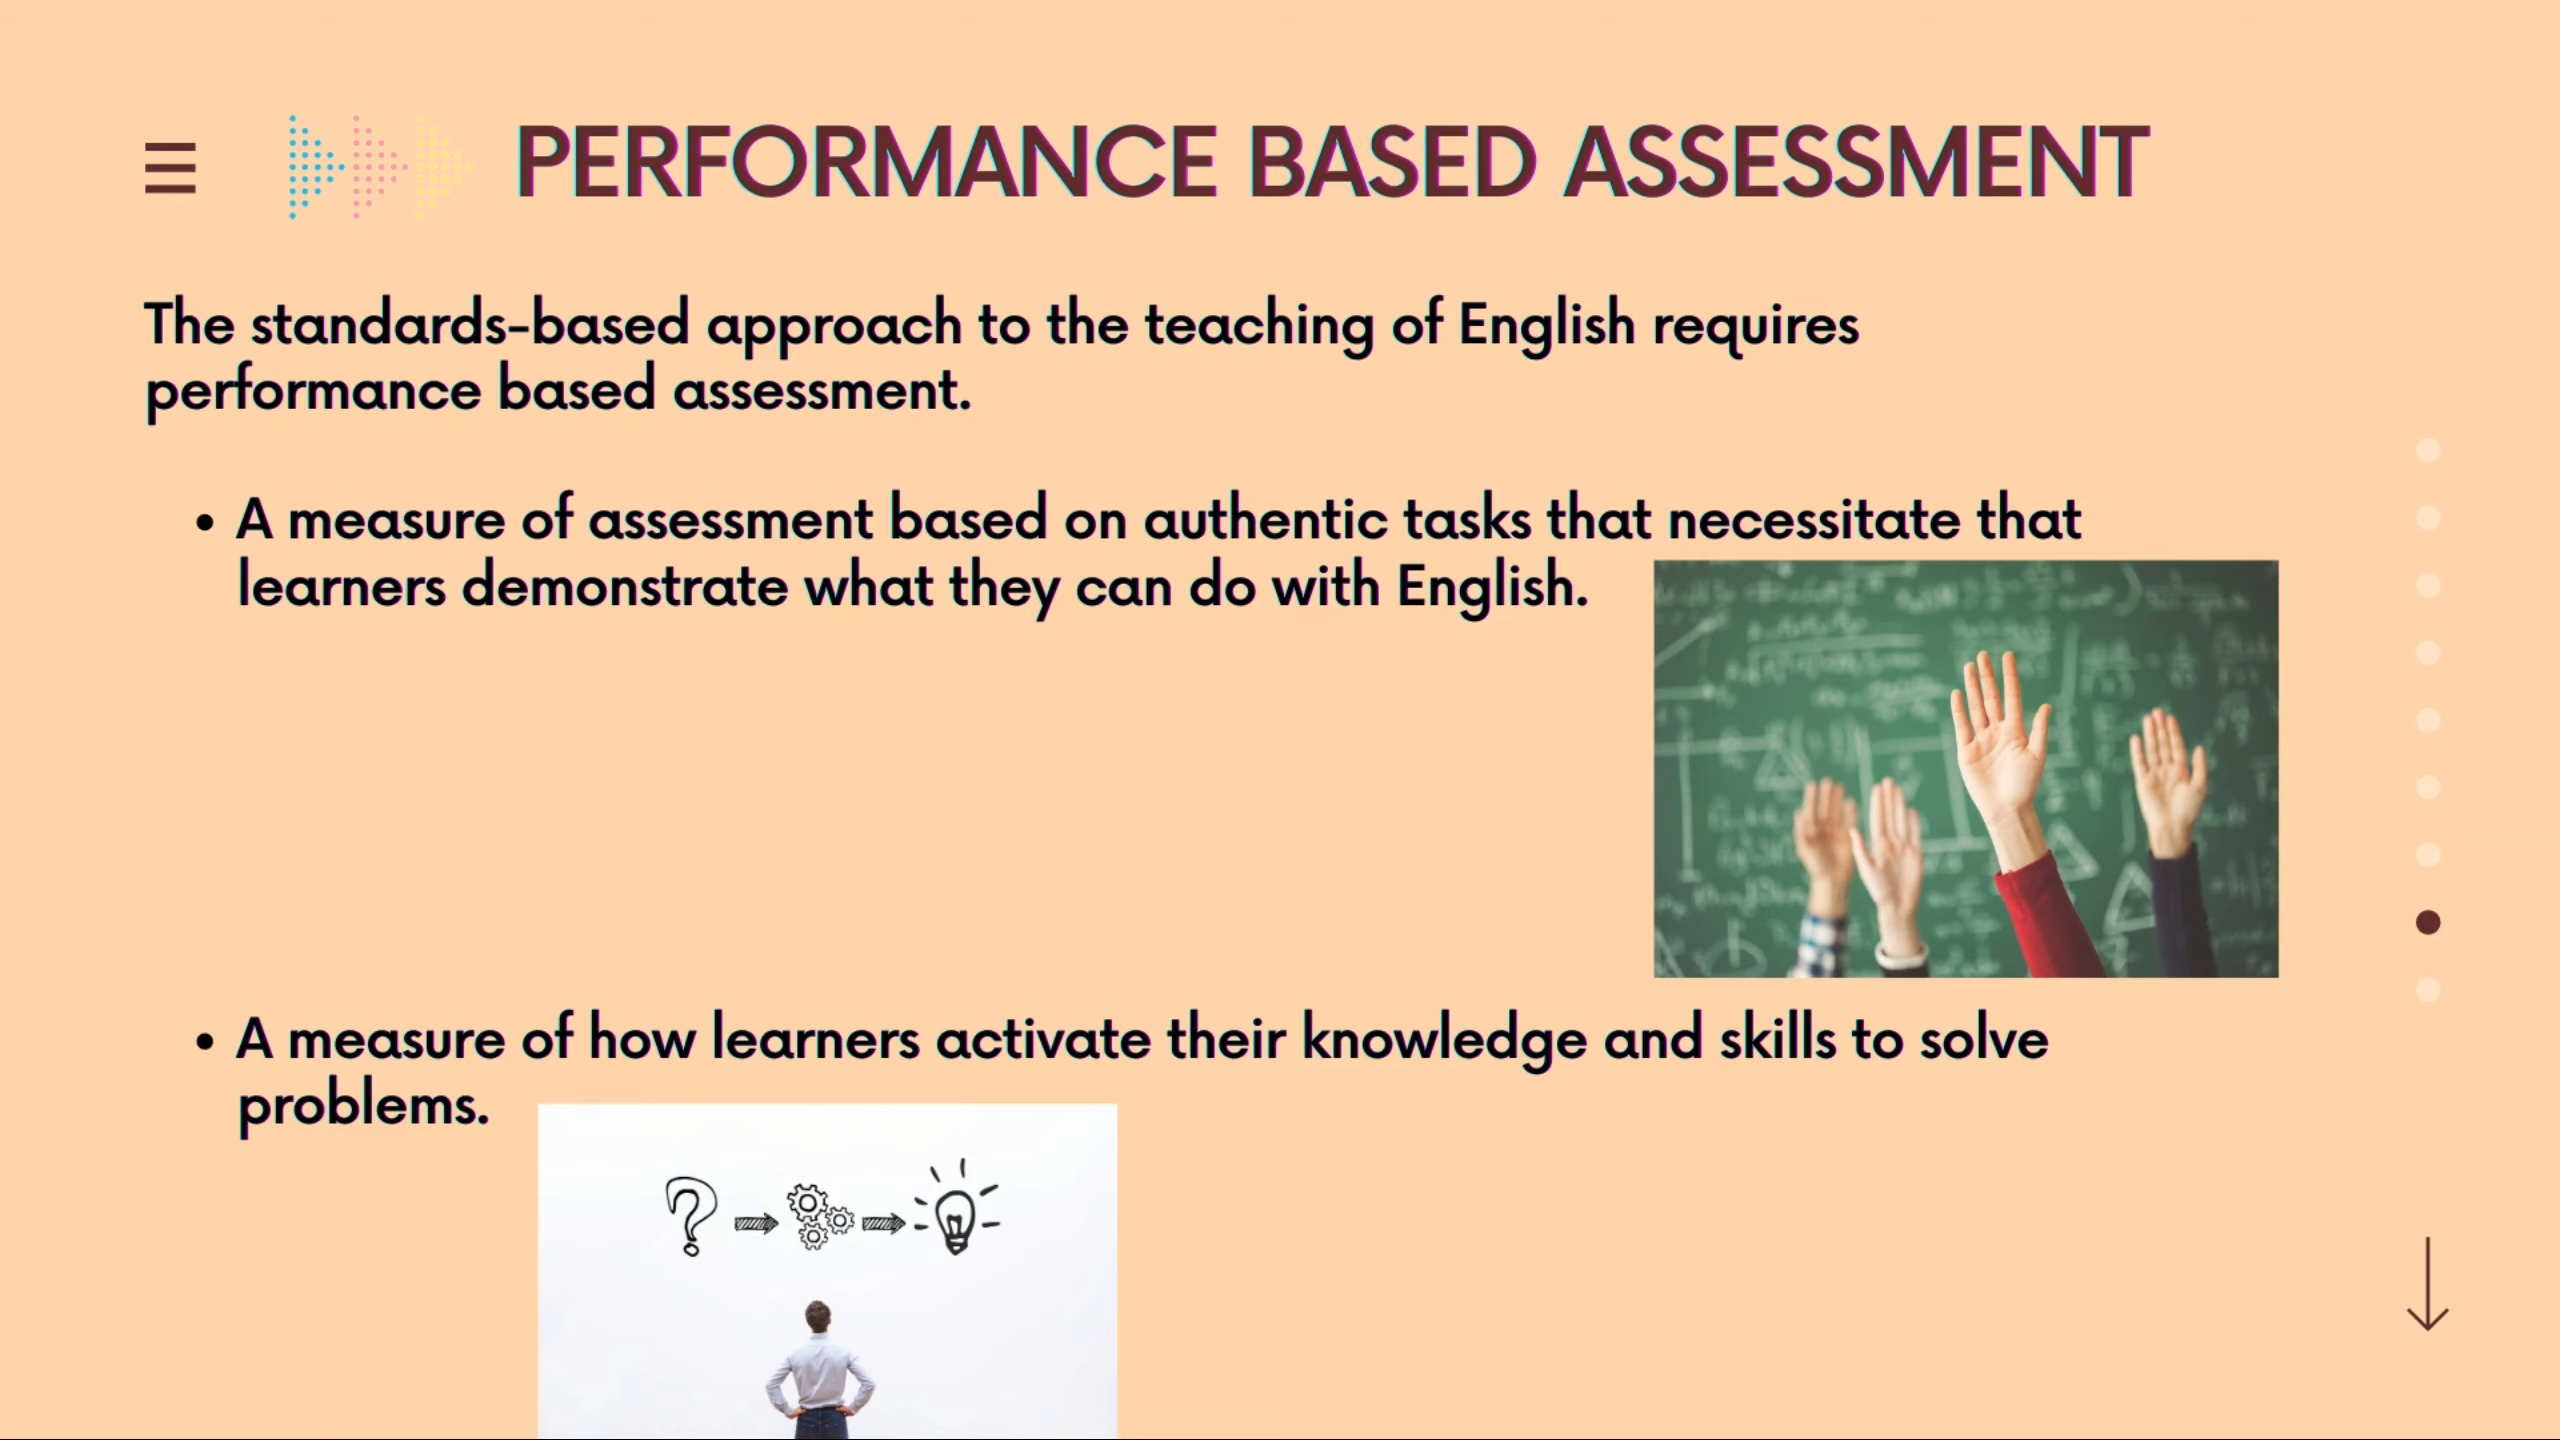 PERFORMANCE BASED ASSESSMENT
The standards-based approach to the teaching of English requires
performance based assessment.
• A measure of assessment based on authentic tasks that necessitate that
learners demonstrate what they can do with English.
• A measure of how learners activate their knowledge and skills to solve
problems.